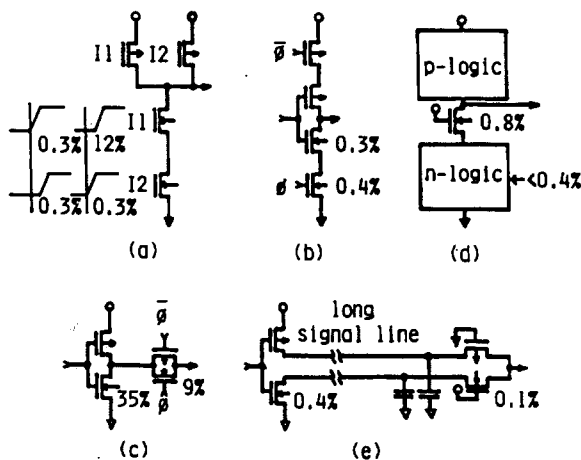 I1 I2
I1
0.3% 12%
I2
0.3% 0.3%
(a)
φ̅
0.3%
φ 0.4%
(b)
p-logic
0.8%
n-logic <0.4%
(d)
φ̅
35% φ 9%
(c)
long
signal line
0.4% 0.1%
(e)